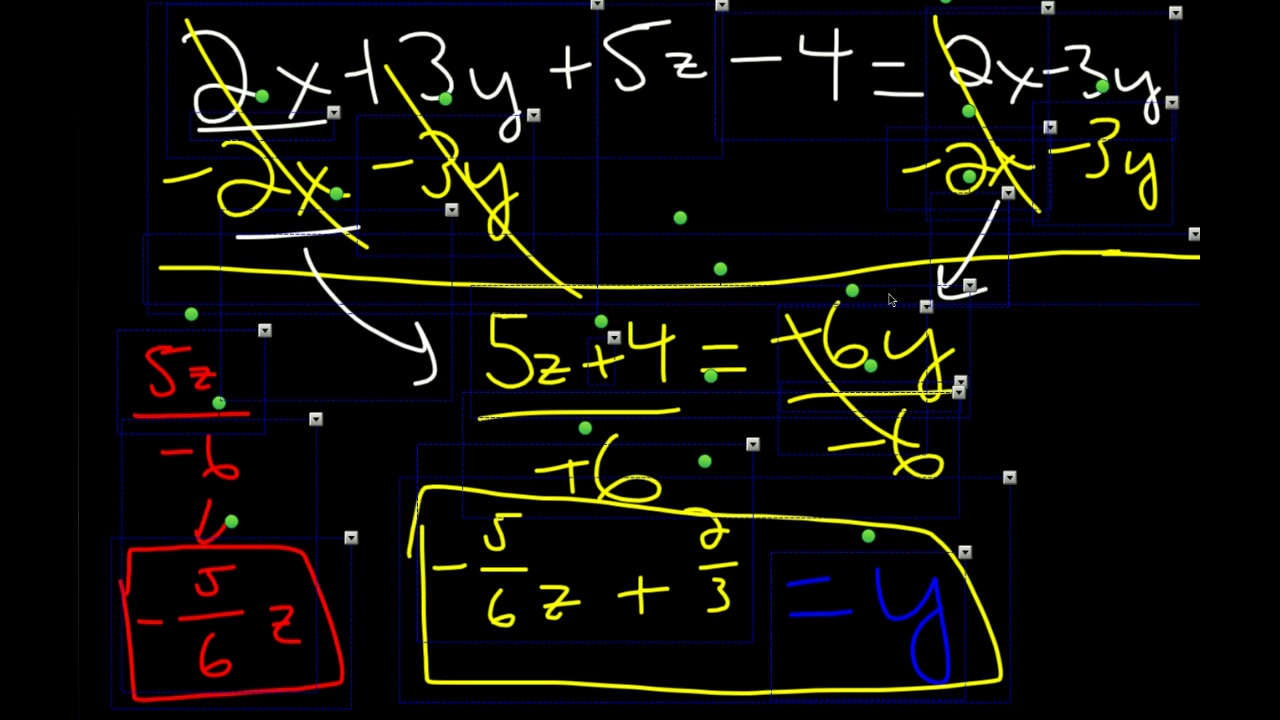 2x + 3y + 5z - 4 = 2x - 3y
-2x - 3y -2x - 3y
5z + 4 = +6y
+6 -6
5z
-6
-5/6 z
-5/6 z + 2/3 = y